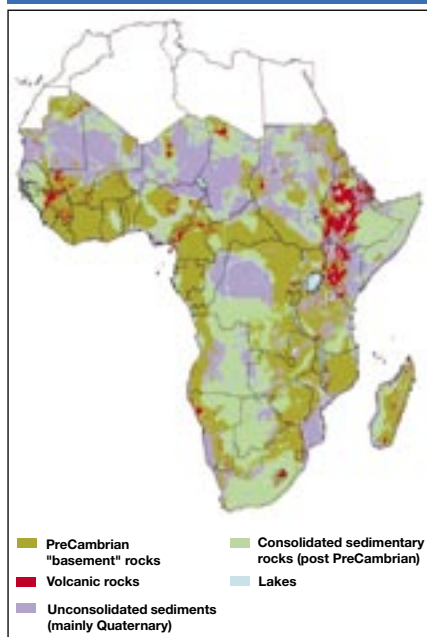 PreCambrian
"basement" rocks
Volcanic rocks
Unconsolidated sediments
(mainly Quaternary)
Consolidated sedimentary
rocks (post PreCambrian)
Lakes